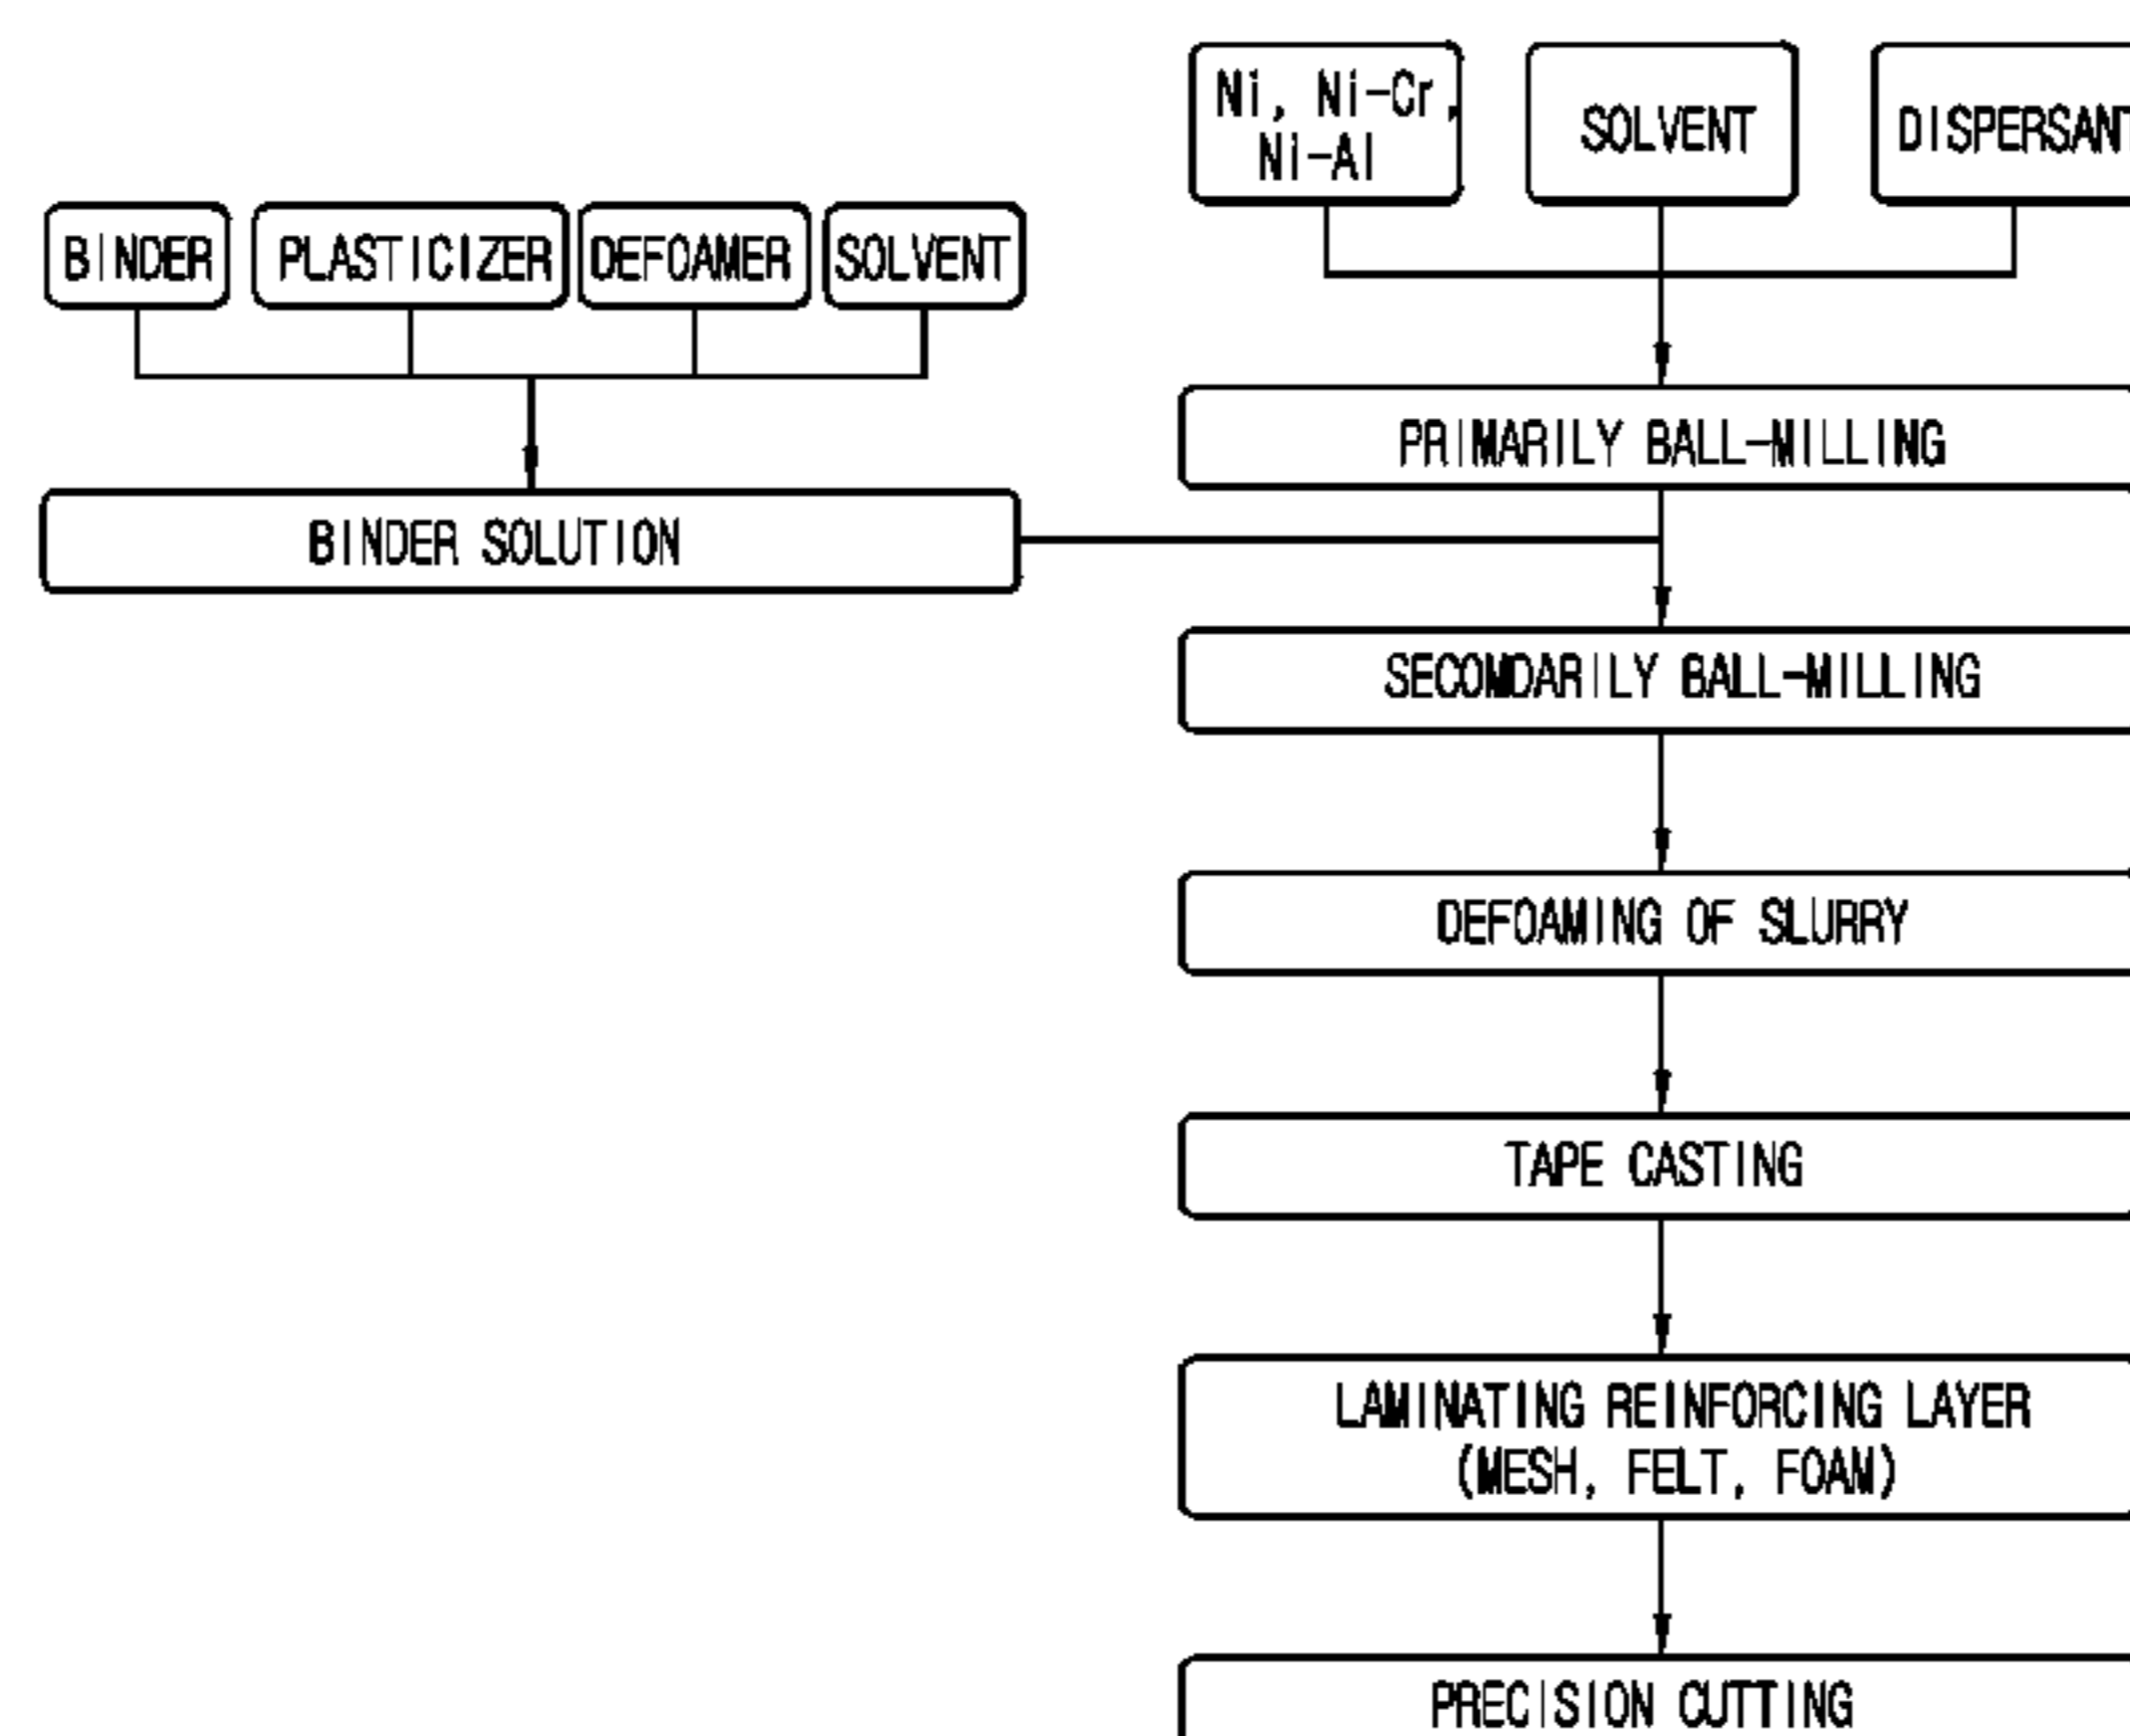 Ni, Ni-Cr,
Ni-Al
SOLVENT
DISPERSANT
BINDER
PLASTICIZER
DEFOAMER
SOLVENT
PRIMARILY BALL-MILLING
BINDER SOLUTION
SECOMDARILY BALL-MILLING
DEFOAMING OF SLURRY
TAPE CASTING
LAMINATING REINFORCING LAYER
(MESH, FELT, FOAM)
PRECISION CUTTING